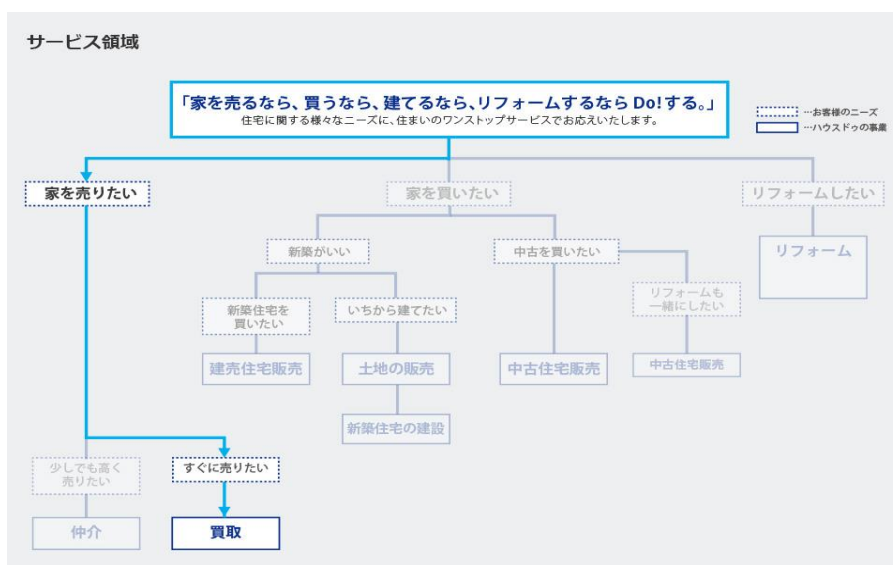 サービス領域
「家を売るなら、買うなら、建てるなら、リフォームするなら Do!する。」
住宅に関する様々なニーズに、住まいのワンストップサービスでお応えいたします。
…お客様のニーズ
…ハウスドゥの事業
家を売りたい
家を買いたい
リフォームしたい
新築がいい
中古を買いたい
リフォーム
新築住宅を
買いたい
いちから建てたい
リフォームも
一緒にしたい
建売住宅販売
土地の販売
中古住宅販売
中古住宅販売
新築住宅の建設
少しでも高く
売りたい
すぐに売りたい
仲介
買取